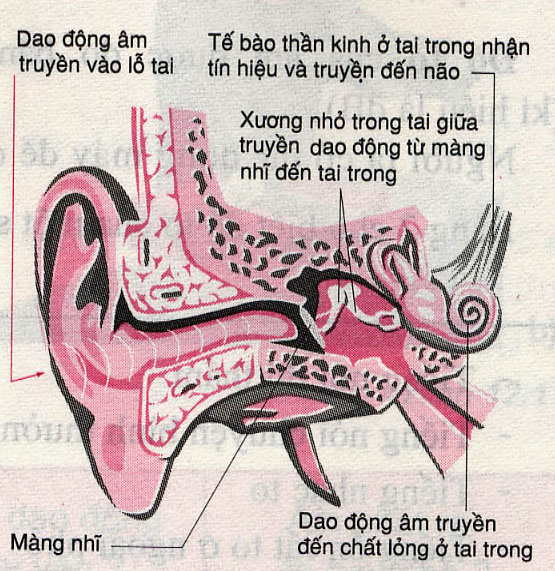 Dao động âm
truyền vào lỗ tai
Tế bào thần kinh ở tai trong nhận
tín hiệu và truyền đến não
Xương nhỏ trong tai giữa
truyền dao động từ màng
nhĩ đến tai trong
Màng nhĩ
Dao động âm truyền
đến chất lỏng ở tai trong